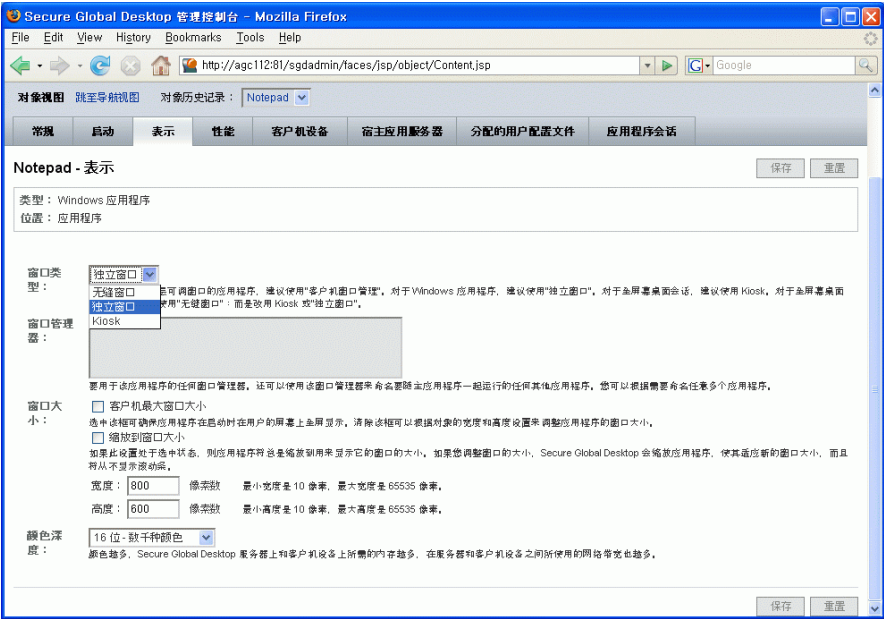 Secure Global Desktop 管理控制台 - Mozilla Firefox
File Edit View History Bookmarks Tools Help
http://agc112:81/sgdadmin/faces/jsp/object/Content.jsp
Google
对象视图 跳至导航视图 对象历史记录： Notepad
常规 启动 表示 性能 客户机设备 宿主应用服务器 分配的用户配置文件 应用程序会话
Notepad - 表示
保存 重置
类型： Windows 应用程序
位置： 应用程序
窗口类型：
独立窗口
无缝窗口
独立窗口
Kiosk
可调窗口的应用程序，建议使用"客户机窗口管理"。对于 Windows 应用程序，建议使用"独立窗口"。对于全屏幕桌面会话，建议使用 Kiosk。对于全屏幕桌面
使用"无缝窗口"：而是改用 Kiosk 或"独立窗口"。
窗口管理器：
要用于该应用程序的任何窗口管理器。还可以使用该窗口管理器来命名要随主应用程序一起运行的任何其他应用程序。您可以根据需要命名任意多个应用程序。
窗口大小：
客户机最大窗口大小
选中该框可确保应用程序在启动时在用户的屏幕上全屏显示。清除该框可以根据对象的宽度和高度设置来调整应用程序的窗口大小。
缩放到窗口大小
如果此设置处于选中状态，则应用程序将总是缩放到用来显示它的窗口的大小。如果您调整窗口的大小，Secure Global Desktop 会缩放应用程序，使其适应新的窗口大小，而且
将从不显示滚动条。
宽度： 800 像素数 最小宽度是 10 像素，最大宽度是 65535 像素。
高度： 600 像素数 最小高度是 10 像素，最大高度是 65535 像素。
颜色深度：
16 位 - 数千种颜色
颜色越多，Secure Global Desktop 服务器上和客户机设备上所需的内存越多，在服务器和客户机设备之间所使用的网络带宽也越多。
保存 重置